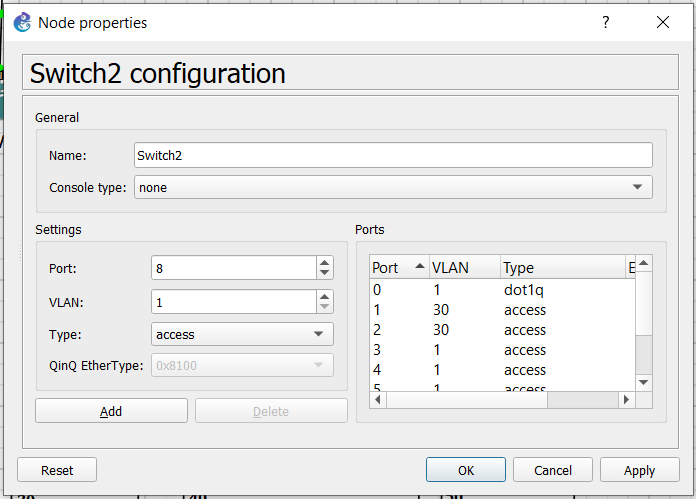 Node properties
?
Switch2 configuration
General
Name: Switch2
Console type: none
Settings
Port: 8
VLAN: 1
Type: access
QinQ EtherType: 0x8100
Add Delete
Ports
Port VLAN Type E
0 1 dot1q
1 30 access
2 30 access
3 1 access
4 1 access
5 1 access
Reset OK Cancel Apply